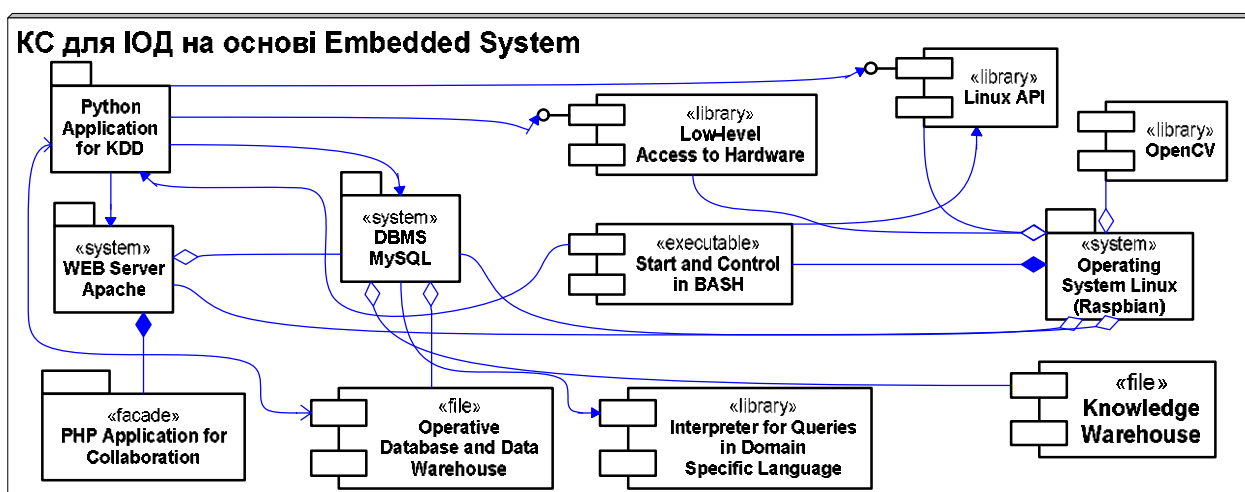 КС для ІОД на основі Embedded System
Python
Application
for KDD
«library»
Linux API
«library»
Low-level
Access to Hardware
«library»
OpenCV
«system»
WEB Server
Apache
«system»
DBMS
MySQL
«executable»
Start and Control
in BASH
«system»
Operating
System Linux
(Raspbian)
«facade»
PHP Application for
Collaboration
«file»
Operative
Database and Data
Warehouse
«library»
Interpreter for Queries
in Domain
Specific Language
«file»
Knowledge
Warehouse